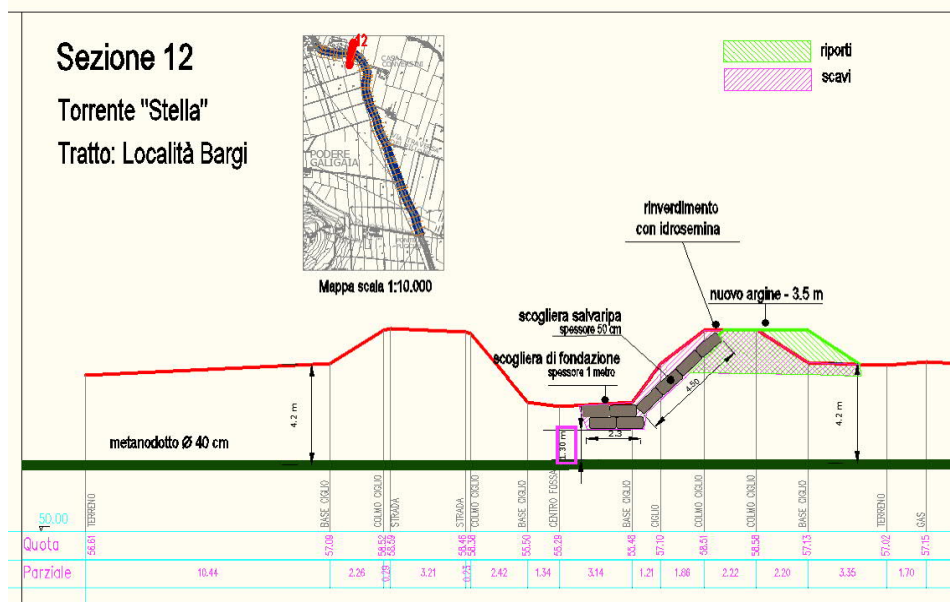 Sezione 12
Torrente "Stella"
Tratto: Località Bargi
12
CASA
CONVERSINI
PODERE
GALIGAIA
Mappa scala 1:10.000
riporti
scavi
rinverdimento
con idrosemina
nuovo argine - 3.5 m
scogliera salvaripa
spessore 50 cm
scogliera di fondazione
spessore 1 metro
4.50
2.3
1.30 m
4.2 m
4.2 m
metanodotto Ø 40 cm
50.00
TERRENO
BASE CIGLIO
COLMO CIGLIO
STRADA
STRADA
COLMO CIGLIO
BASE CIGLIO
CENTRO FOSSA
BASE CIGLIO
CIGLIO
COLMO CIGLIO
COLMO CIGLIO
BASE CIGLIO
TERRENO
GAS
Quota 56.61 57.09 58.52 58.59 58.46 58.38 55.50 55.29 55.48 57.10 58.51 58.58 57.13 57.02 57.15
Parziale 10.44 2.26 0.29 3.21 0.23 2.42 1.34 3.14 1.21 1.86 2.22 2.20 3.35 1.70